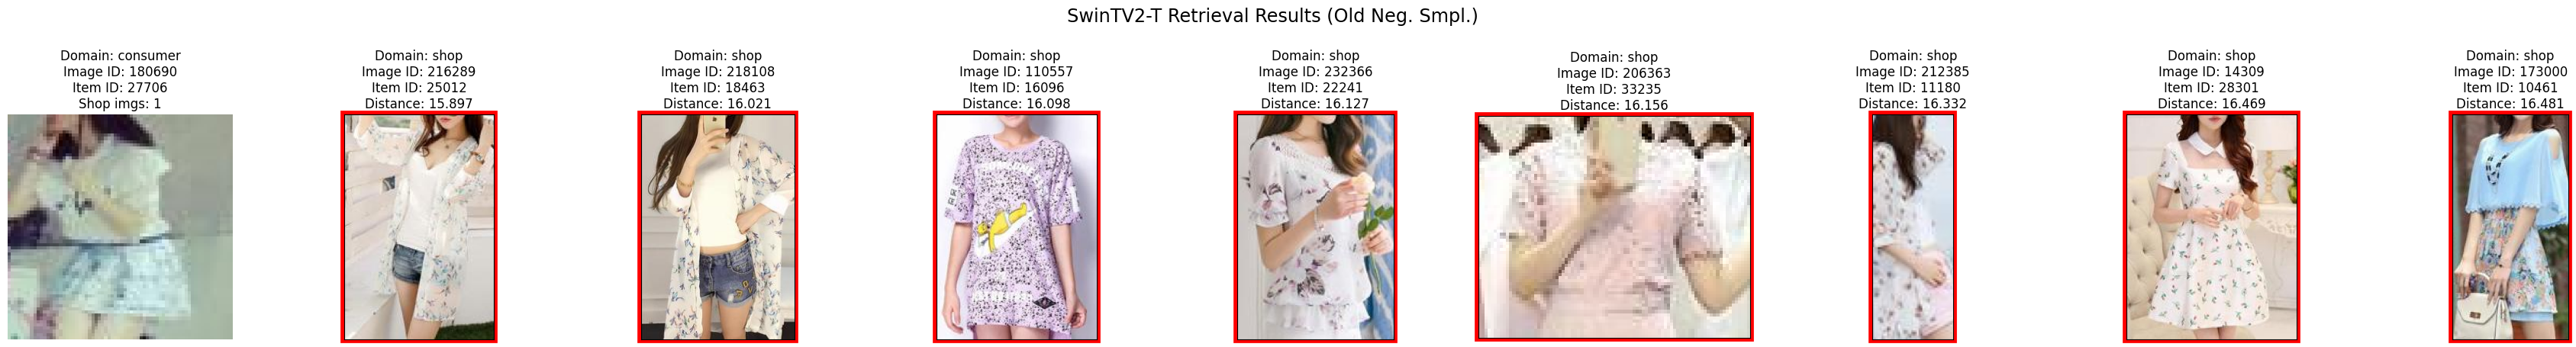 SwinTV2-T Retrieval Results (Old Neg. Smpl.)
Domain: consumer
Image ID: 180690
Item ID: 27706
Shop imgs: 1
Domain: shop
Image ID: 216289
Item ID: 25012
Distance: 15.897
Domain: shop
Image ID: 218108
Item ID: 18463
Distance: 16.021
Domain: shop
Image ID: 110557
Item ID: 16096
Distance: 16.098
Domain: shop
Image ID: 232366
Item ID: 22241
Distance: 16.127
Domain: shop
Image ID: 206363
Item ID: 33235
Distance: 16.156
Domain: shop
Image ID: 212385
Item ID: 11180
Distance: 16.332
Domain: shop
Image ID: 14309
Item ID: 28301
Distance: 16.469
Domain: shop
Image ID: 173000
Item ID: 10461
Distance: 16.481